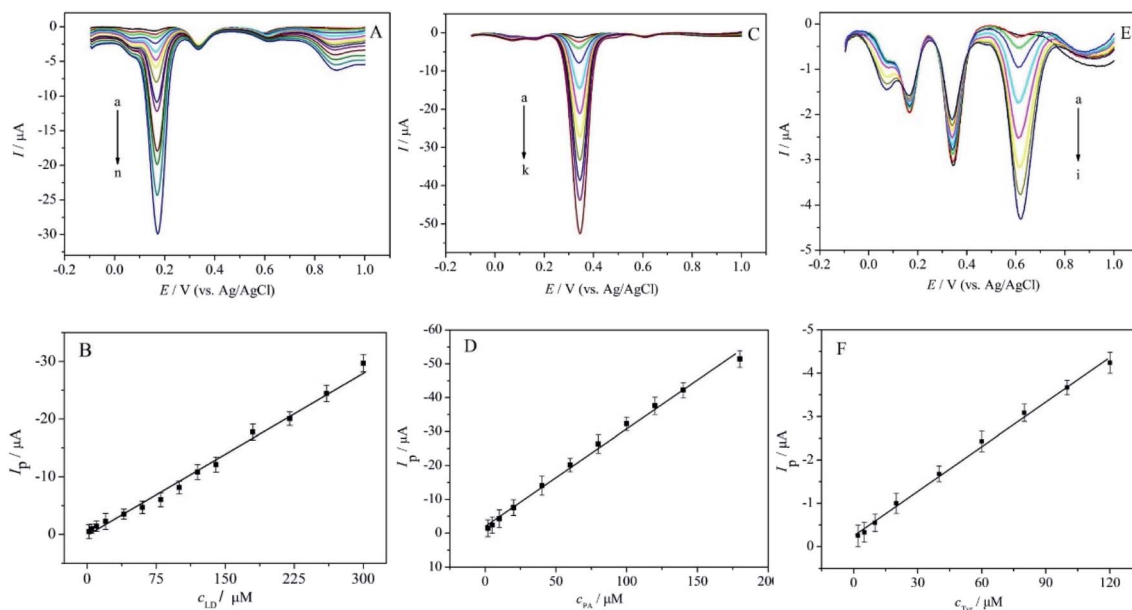 A
0
-5
-10
-15
-20
-25
-30
I / μA
a
n
-0.2 0.0 0.2 0.4 0.6 0.8 1.0
E / V (vs. Ag/AgCl)
C
0
-10
-20
-30
-40
-50
I / μA
a
k
-0.2 0.0 0.2 0.4 0.6 0.8 1.0
E / V (vs. Ag/AgCl)
E
0
-1
-2
-3
-4
-5
I / μA
a
i
-0.2 0.0 0.2 0.4 0.6 0.8 1.0
E / V (vs. Ag/AgCl)
B
-30
-20
-10
0
Ip / μA
0 75 150 225 300
cLD / μM
D
-60
-50
-40
-30
-20
-10
0
10
Ip / μA
0 50 100 150 200
cPA / μM
F
-5
-4
-3
-2
-1
0
Ip / μA
0 30 60 90 120
cTyr / μM